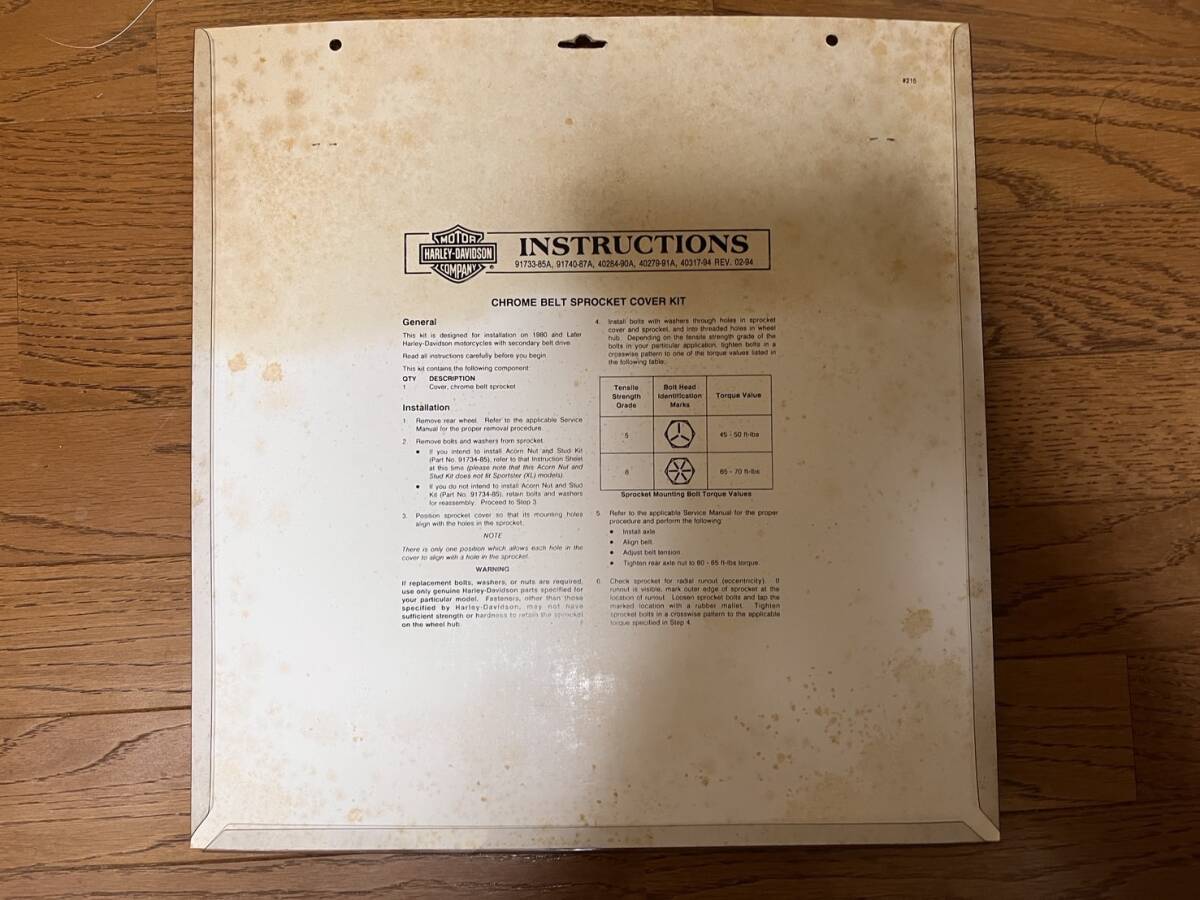 #215
MOTOR
HARLEY-DAVIDSON
COMPANY
®
INSTRUCTIONS
91733-85A, 91740-87A, 40284-90A, 40279-91A, 40317-94 REV. 02-94
CHROME BELT SPROCKET COVER KIT
General
This kit is designed for installation on 1980 and Later
Harley-Davidson motorcycles with secondary belt drive.
Read all instructions carefully before you begin.
This kit contains the following component:
QTY DESCRIPTION
1 Cover, chrome belt sprocket
Installation
1. Remove rear wheel. Refer to the applicable Service
Manual for the proper removal procedure.
2. Remove bolts and washers from sprocket.
• If you intend to install Acorn Nut and Stud Kit
(Part No. 91734-85), refer to that Instruction Sheet
at this time (please note that this Acorn Nut and
Stud Kit does not fit Sportster (XL) models).
• If you do not intend to install Acorn Nut and Stud
Kit (Part No. 91734-85), retain bolts and washers
for reassembly. Proceed to Step 3.
3. Position sprocket cover so that its mounting holes
align with the holes in the sprocket.
NOTE
There is only one position which allows each hole in the
cover to align with a hole in the sprocket.
WARNING
If replacement bolts, washers, or nuts are required,
use only genuine Harley-Davidson parts specified for
your particular model. Fasteners, other than those
specified by Harley-Davidson, may not have
sufficient strength or hardness to retain the sprocket
on the wheel hub.
4. Install bolts with washers through holes in sprocket
cover and sprocket, and into threaded holes in wheel
hub. Depending on the tensile strength grade of the
bolts in your particular application, tighten bolts in a
crosswise pattern to one of the torque values listed in
the following table.
Tensile Strength Grade
Bolt Head Identification Marks
Torque Value
5
45 - 50 ft-lbs
8
65 - 70 ft-lbs
Sprocket Mounting Bolt Torque Values
5. Refer to the applicable Service Manual for the proper
procedure and perform the following:
• Install axle.
• Align belt.
• Adjust belt tension.
• Tighten rear axle nut to 60 - 65 ft-lbs torque.
6. Check sprocket for radial runout (eccentricity). If
runout is visible, mark outer edge of sprocket at the
location of runout. Loosen sprocket bolts and tap the
marked location with a rubber mallet. Tighten
sprocket bolts in a crosswise pattern to the applicable
torque specified in Step 4.